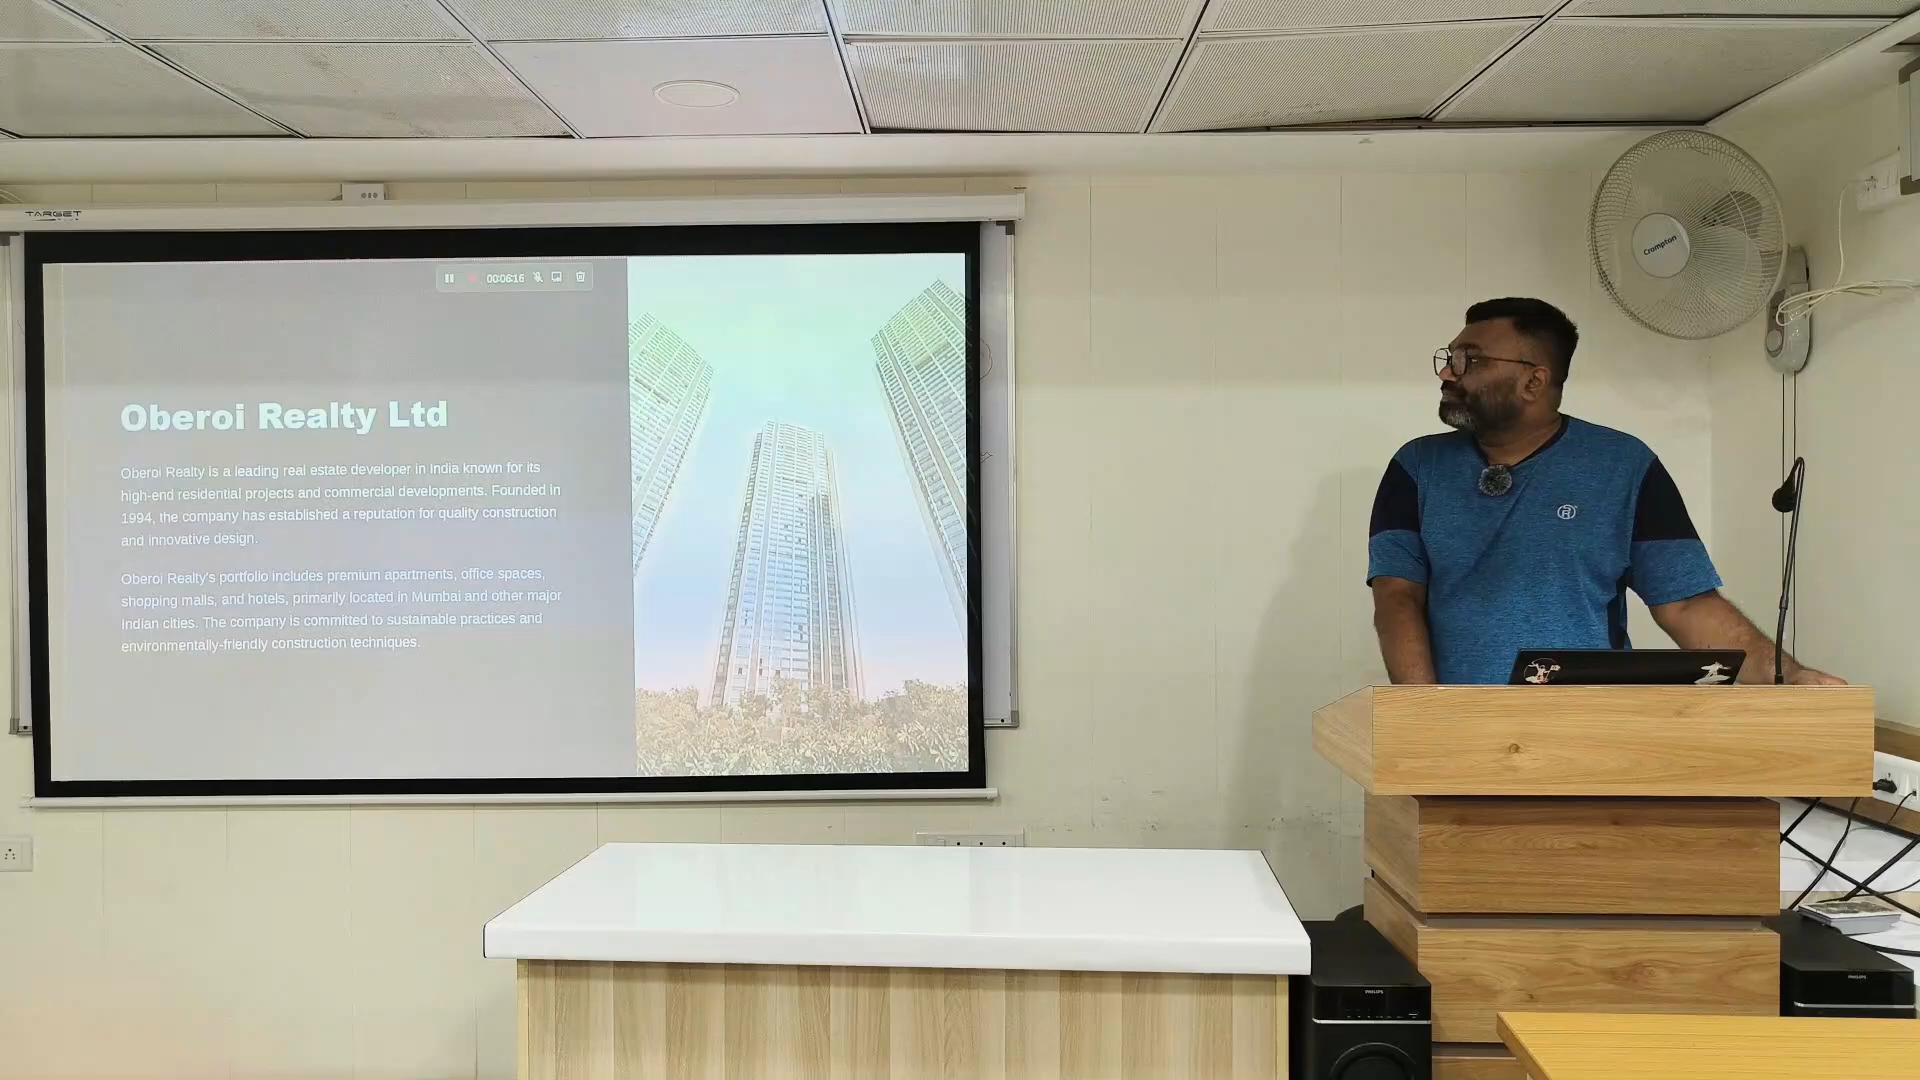 TARGET
00:06:16
Oberoi Realty Ltd
Oberoi Realty is a leading real estate developer in India known for its
high-end residential projects and commercial developments. Founded in
1994, the company has established a reputation for quality construction
and innovative design.
Oberoi Realty's portfolio includes premium apartments, office spaces,
shopping malls, and hotels, primarily located in Mumbai and other major
Indian cities. The company is committed to sustainable practices and
environmentally-friendly construction techniques.
Crompton
PHILIPS
PHILIPS